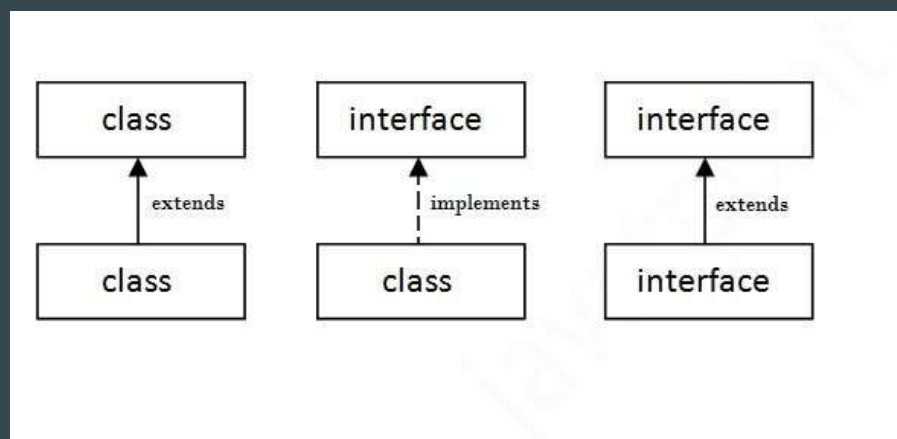 class interface interface
extends implements extends
class class interface